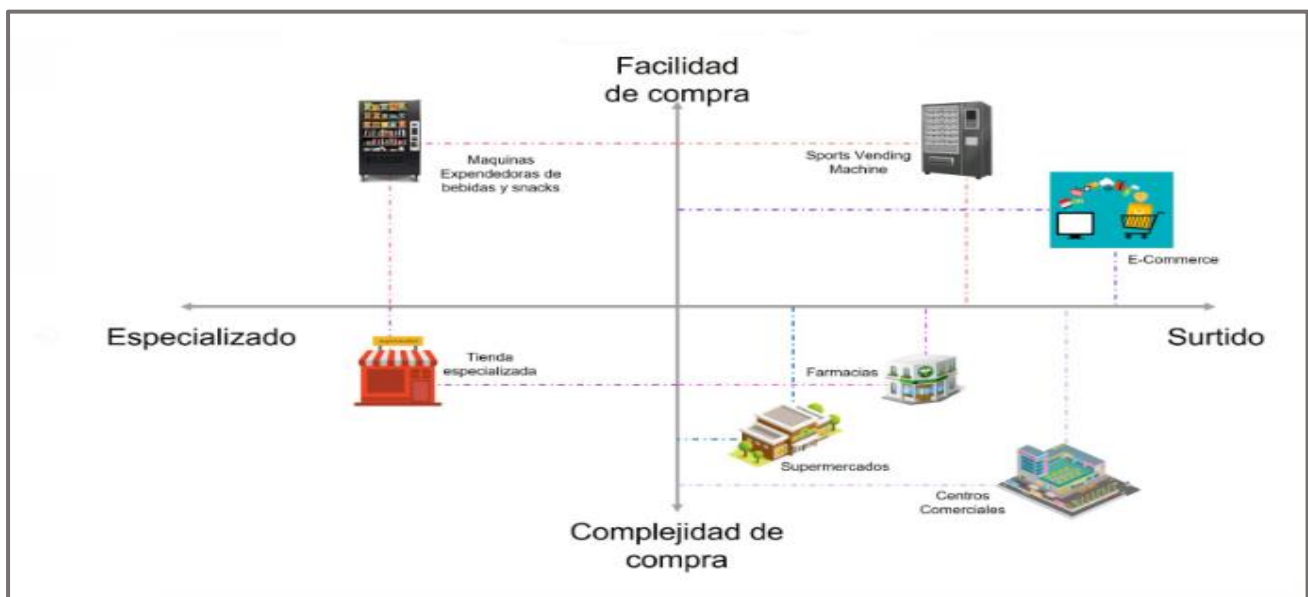 Facilidad
de compra
Maquinas
Expendedoras de
bebidas y snacks
Sports Vending
Machine
E-Commerce
Especializado
Surtido
Tienda
especializada
Farmacias
Supermercados
Centros
Comerciales
Complejidad de
compra